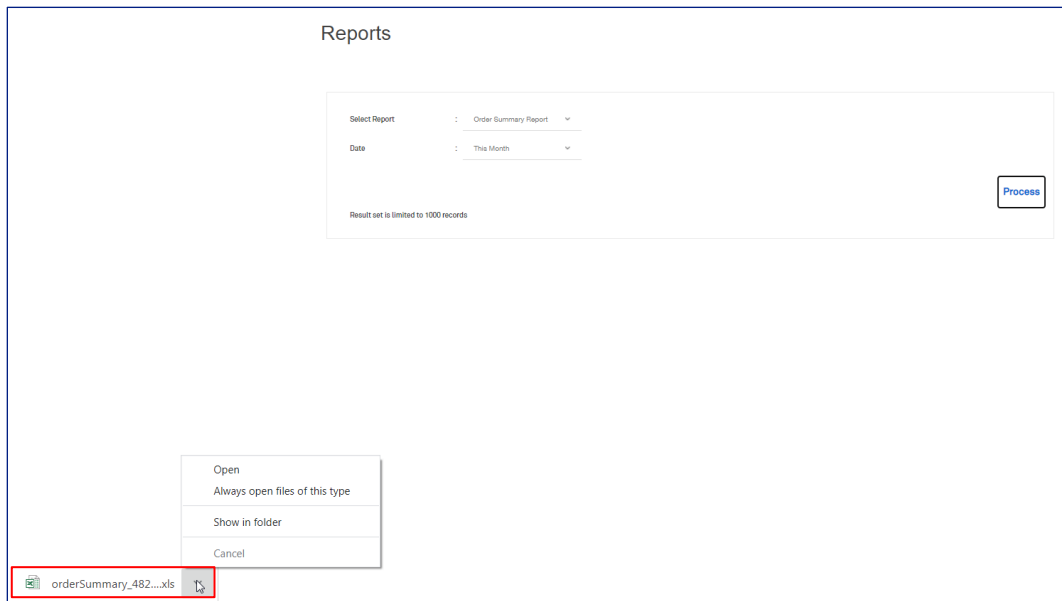 Reports
Select Report : Order Summary Report
Date : This Month
Process
Result set is limited to 1000 records
Open
Always open files of this type
Show in folder
Cancel
orderSummary_482....xls